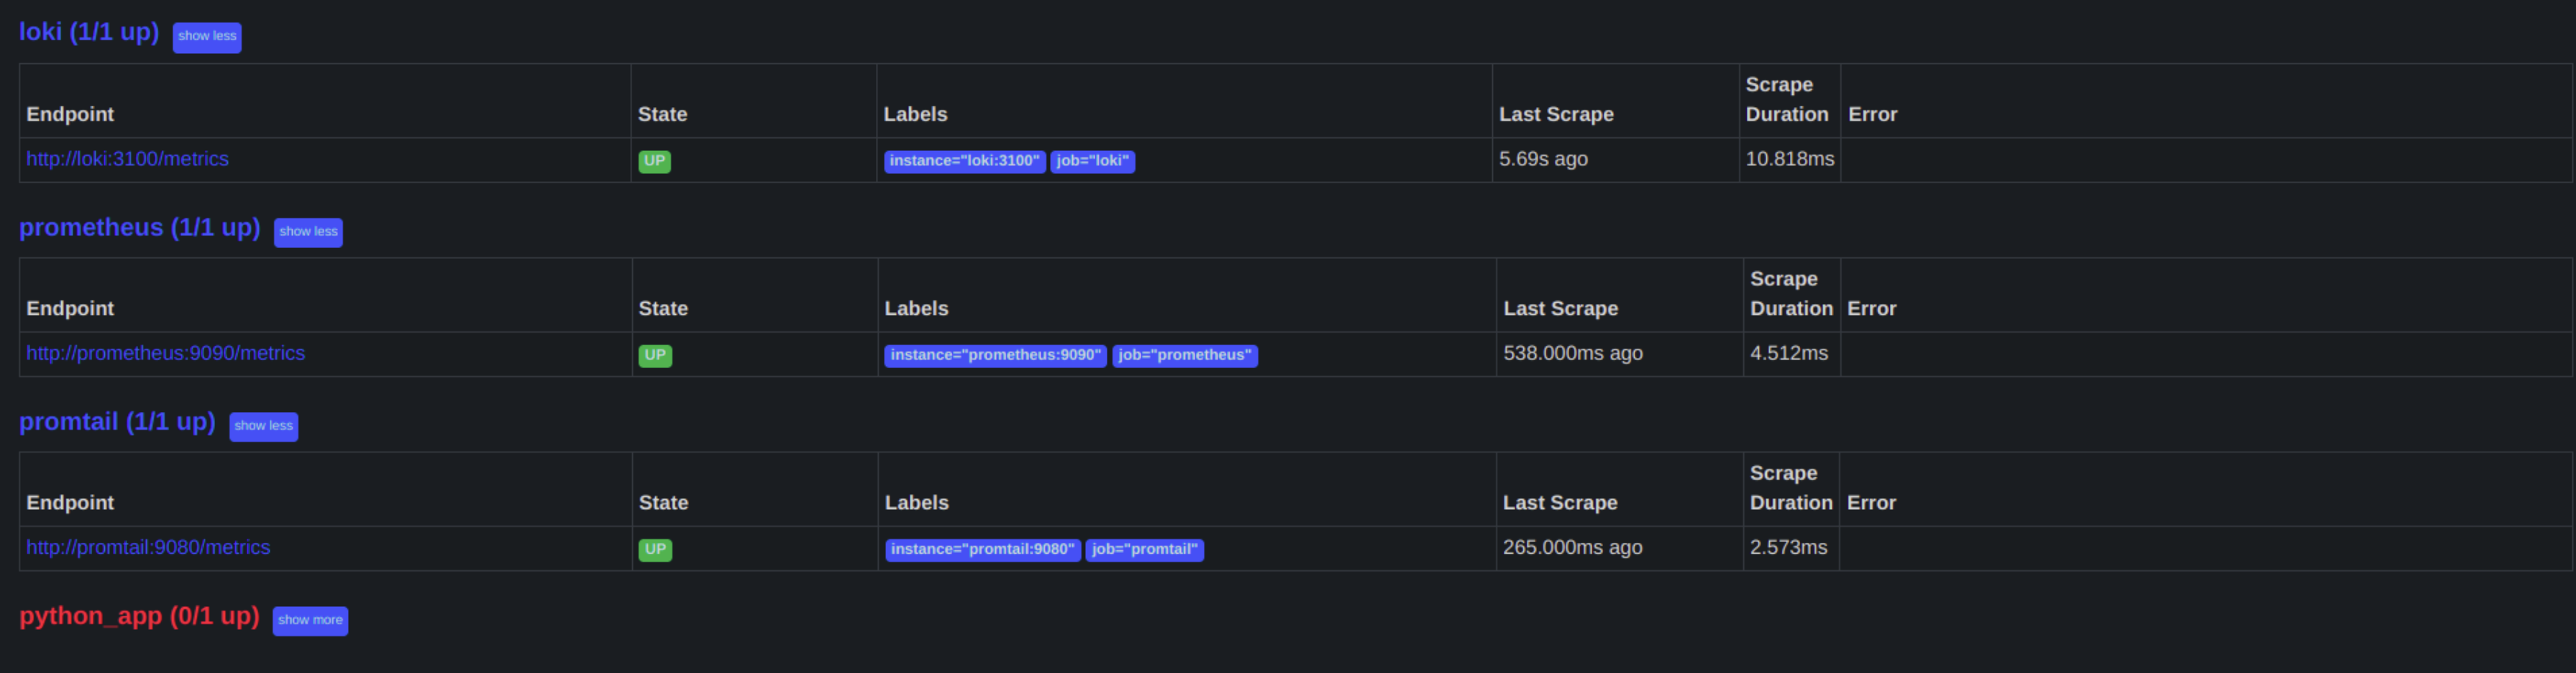 loki (1/1 up) show less
Endpoint State Labels Last Scrape Scrape Duration Error
http://loki:3100/metrics UP instance="loki:3100" job="loki" 5.69s ago 10.818ms
prometheus (1/1 up) show less
Endpoint State Labels Last Scrape Scrape Duration Error
http://prometheus:9090/metrics UP instance="prometheus:9090" job="prometheus" 538.000ms ago 4.512ms
promtail (1/1 up) show less
Endpoint State Labels Last Scrape Scrape Duration Error
http://promtail:9080/metrics UP instance="promtail:9080" job="promtail" 265.000ms ago 2.573ms
python_app (0/1 up) show more